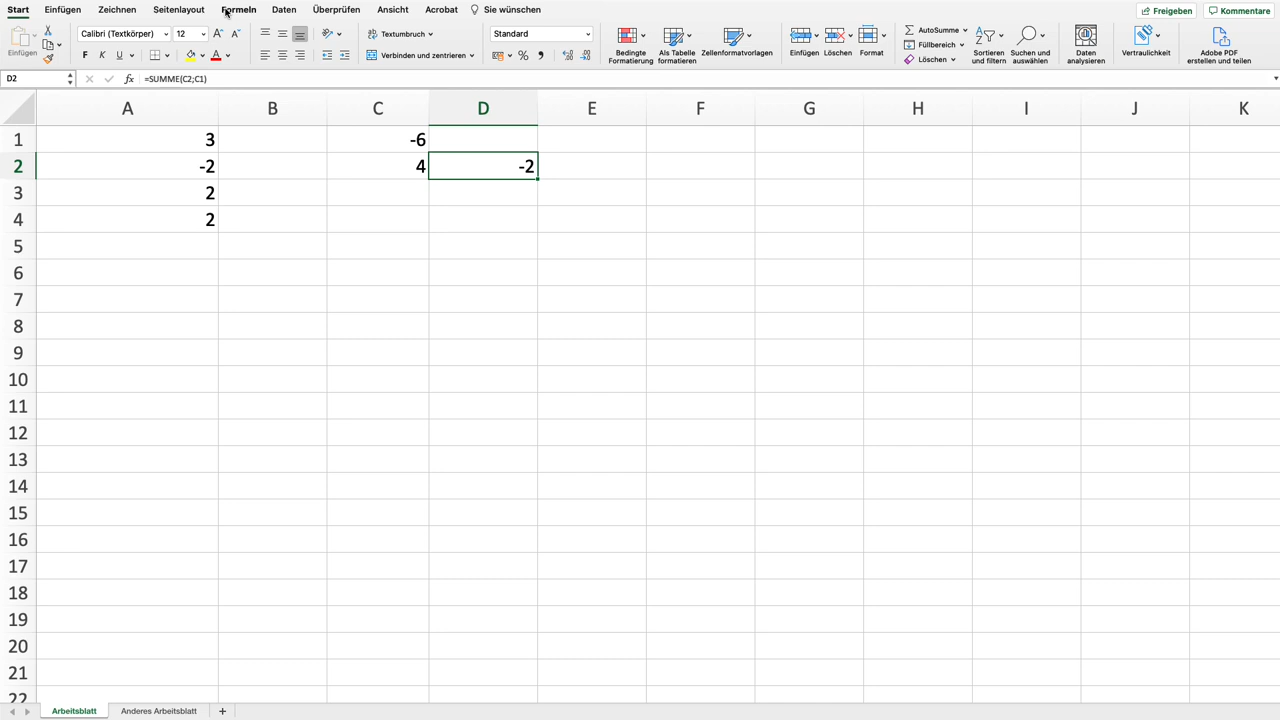 Start Einfügen Zeichnen Seitenlayout Formeln Daten Überprüfen Ansicht Acrobat Sie wünschen Freigeben Kommentare
Einfügen Calibri (Textkörper) 12 A A Textumbruch Standard Bedingte Formatierung Als Tabelle formatieren Zellenformatvorlagen Einfügen Löschen Format AutoSumme Sortieren und filtern Suchen und auswählen Daten analysieren Vertraulichkeit Adobe PDF erstellen und teilen
Füllbereich
F K U A Verbinden und zentrieren % Löschen
D2 fx =SUMME(C2;C1)
A B C D E F G H I J K
1 3 -6
2 -2 4 -2
3 2
4 2
5
6
7
8
9
10
11
12
13
14
15
16
17
18
19
20
21
22
Arbeitsblatt Anderes Arbeitsblatt +